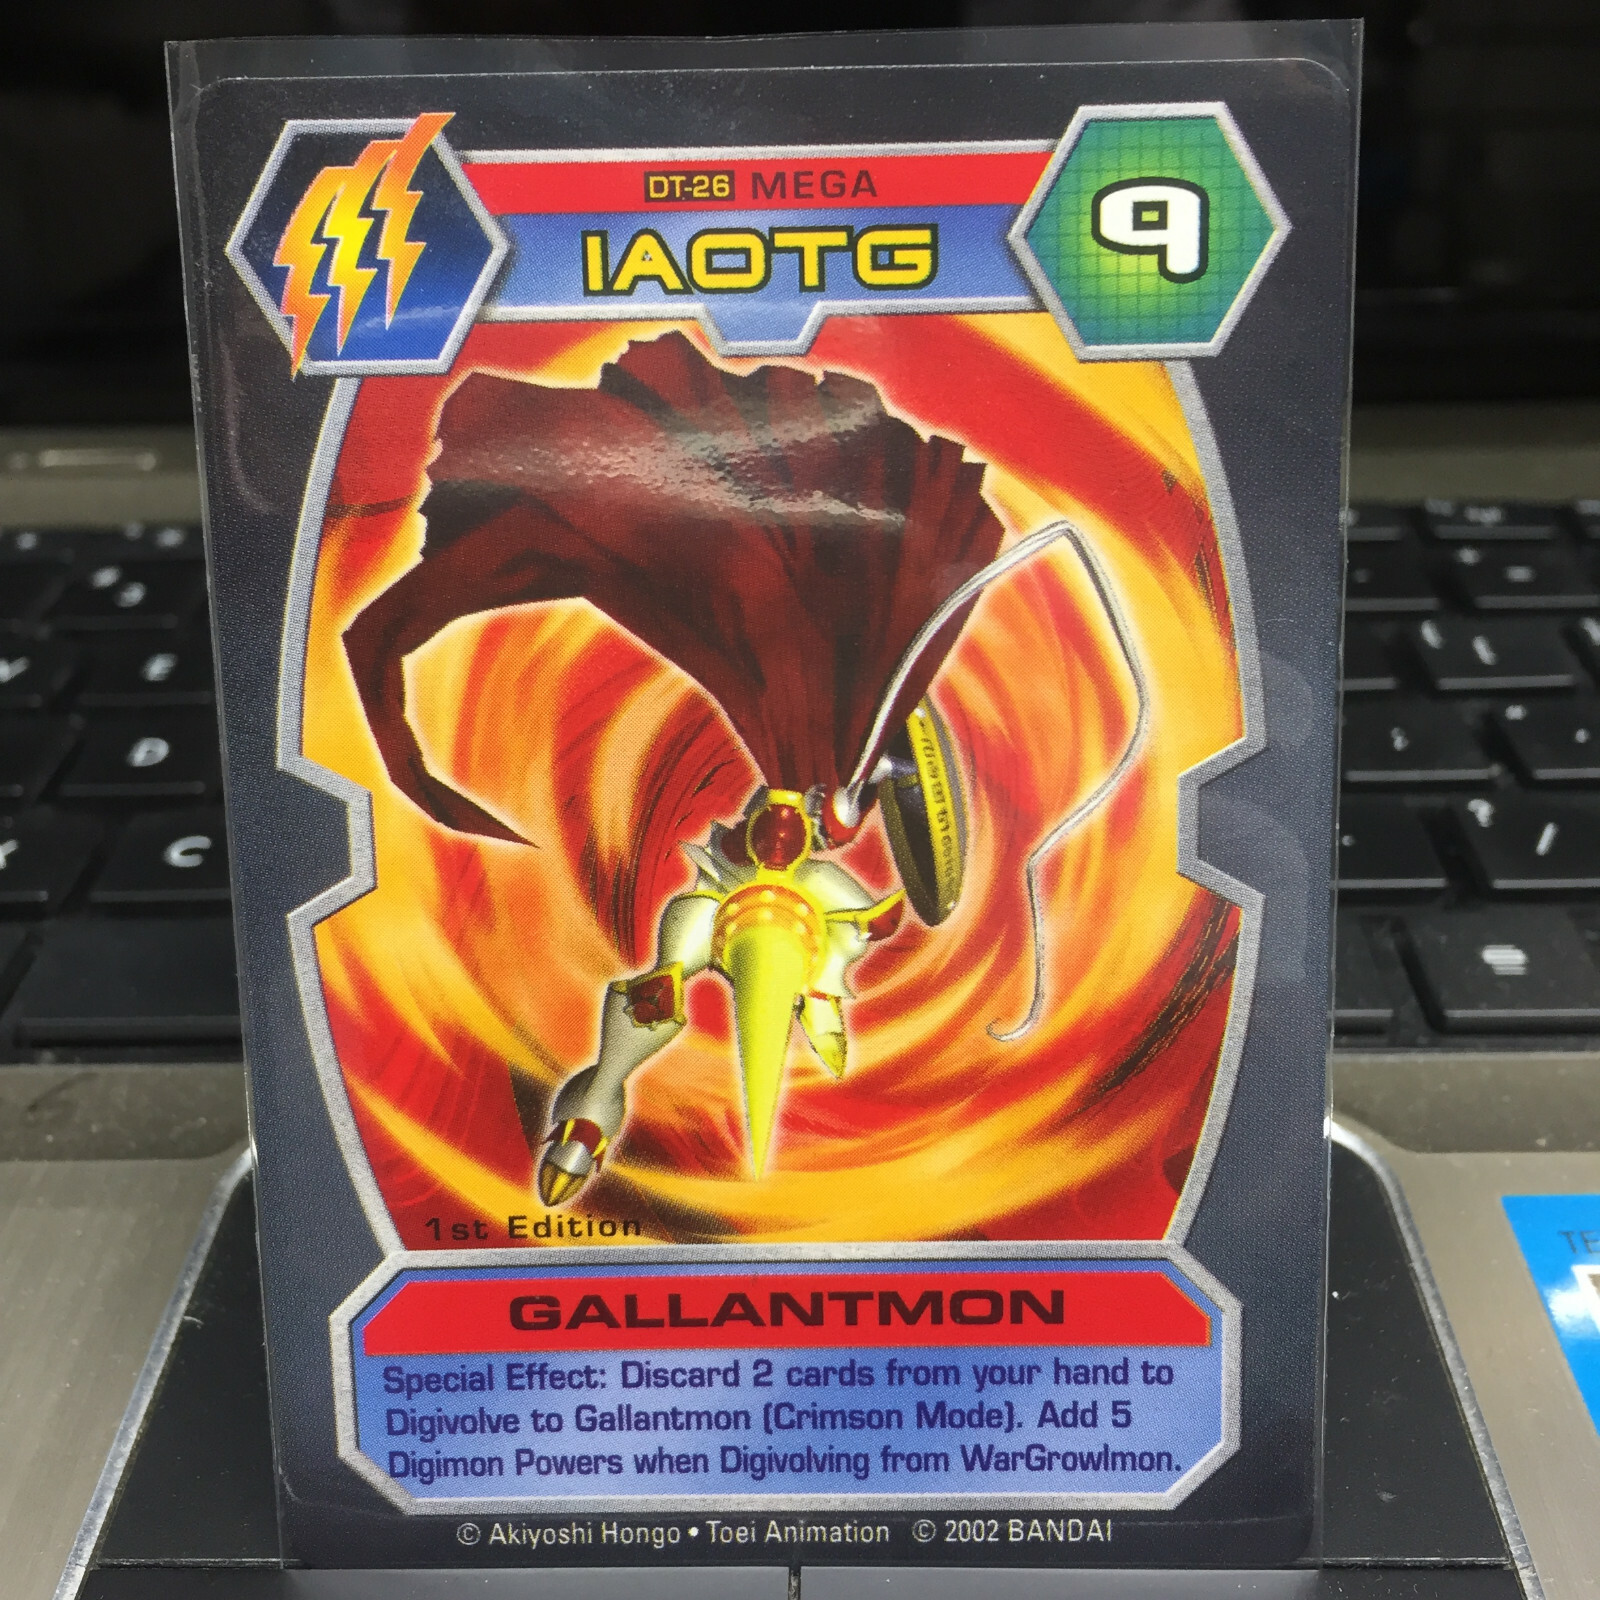 DT-26 MEGA
IAOTG
9
1st Edition
GALLANTMON
Special Effect: Discard 2 cards from your hand to
Digivolve to Gallantmon (Crimson Mode). Add 5
Digimon Powers when Digivolving from WarGrowlmon.
© Akiyoshi Hongo • Toei Animation © 2002 BANDAI
E
D
C
TE